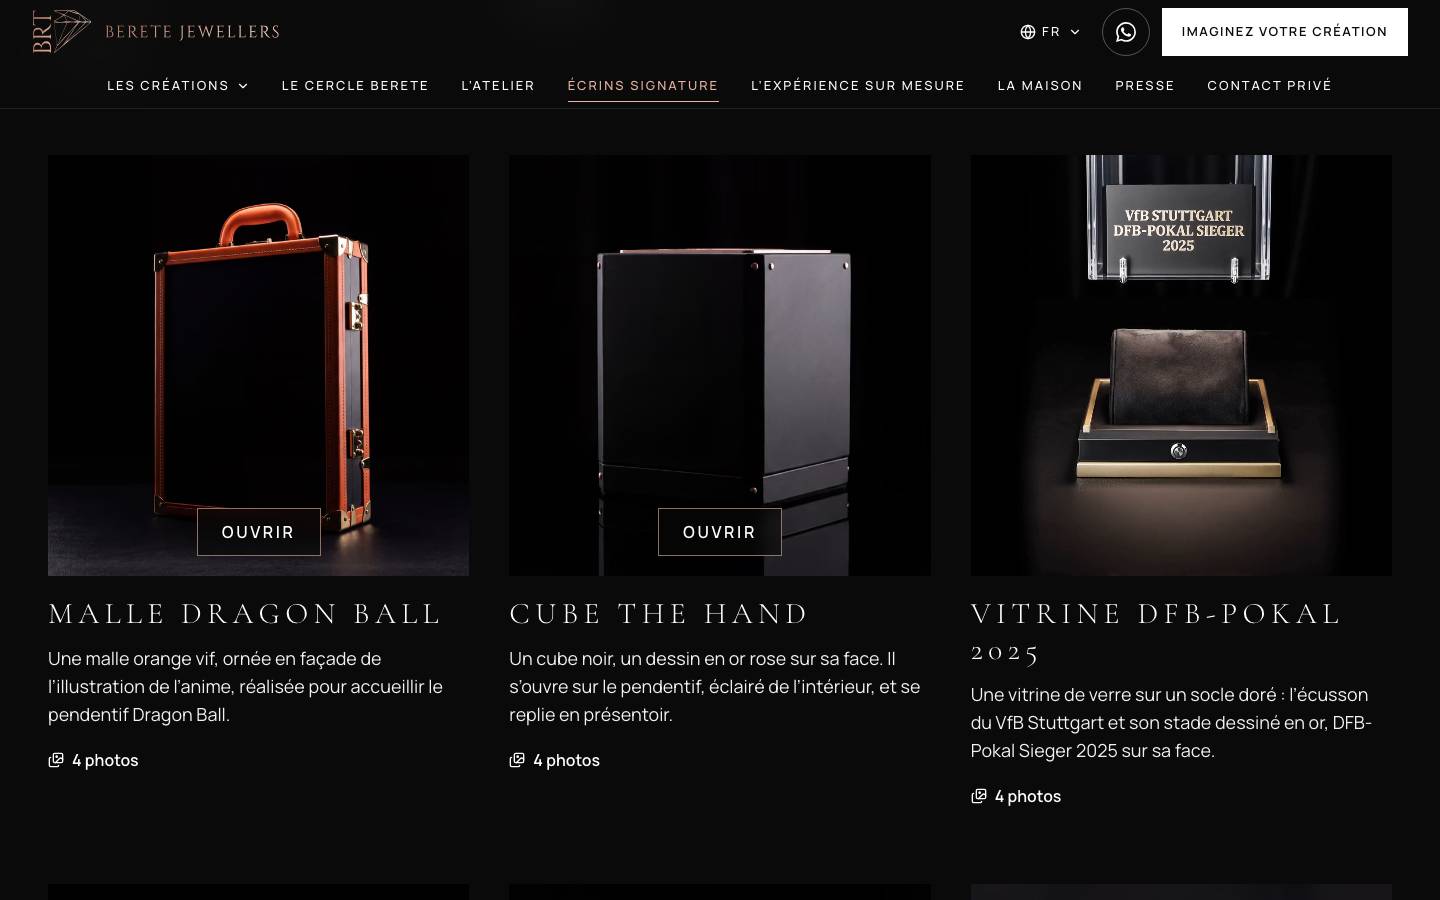 BRT BERETE JEWELLERS
FR
IMAGINEZ VOTRE CRÉATION
LES CRÉATIONS
LE CERCLE BERETE
L'ATELIER
ÉCRINS SIGNATURE
L'EXPÉRIENCE SUR MESURE
LA MAISON
PRESSE
CONTACT PRIVÉ
OUVRIR
MALLE DRAGON BALL
Une malle orange vif, ornée en façade de
l'illustration de l'anime, réalisée pour accueillir le
pendentif Dragon Ball.
4 photos
OUVRIR
CUBE THE HAND
Un cube noir, un dessin en or rose sur sa face. Il
s'ouvre sur le pendentif, éclairé de l'intérieur, et se
replie en présentoir.
4 photos
VfB STUTTGART
DFB-POKAL SIEGER
2025
VITRINE DFB-POKAL
2025
Une vitrine de verre sur un socle doré : l'écusson
du VfB Stuttgart et son stade dessiné en or, DFB-
Pokal Sieger 2025 sur sa face.
4 photos